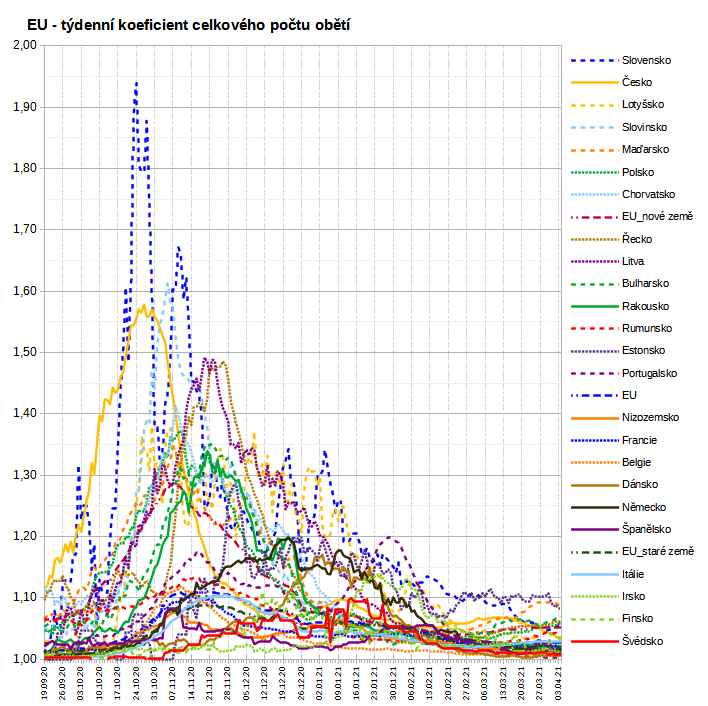 EU - týdenní koeficient celkového počtu obětí
2,00
1,90
1,80
1,70
1,60
1,50
1,40
1,30
1,20
1,10
1,00
Slovensko
Česko
Lotyšsko
Slovinsko
Maďarsko
Polsko
Chorvatsko
EU_nové země
Řecko
Litva
Bulharsko
Rakousko
Rumunsko
Estonsko
Portugalsko
EU
Nizozemsko
Francie
Belgie
Dánsko
Německo
Španělsko
EU_staré země
Itálie
Irsko
Finsko
Švédsko
19.09.20
26.09.20
03.10.20
10.10.20
17.10.20
24.10.20
31.10.20
07.11.20
14.11.20
21.11.20
28.11.20
05.12.20
12.12.20
19.12.20
26.12.20
02.01.21
09.01.21
16.01.21
23.01.21
30.01.21
06.02.21
13.02.21
20.02.21
27.02.21
06.03.21
13.03.21
20.03.21
27.03.21
03.04.21